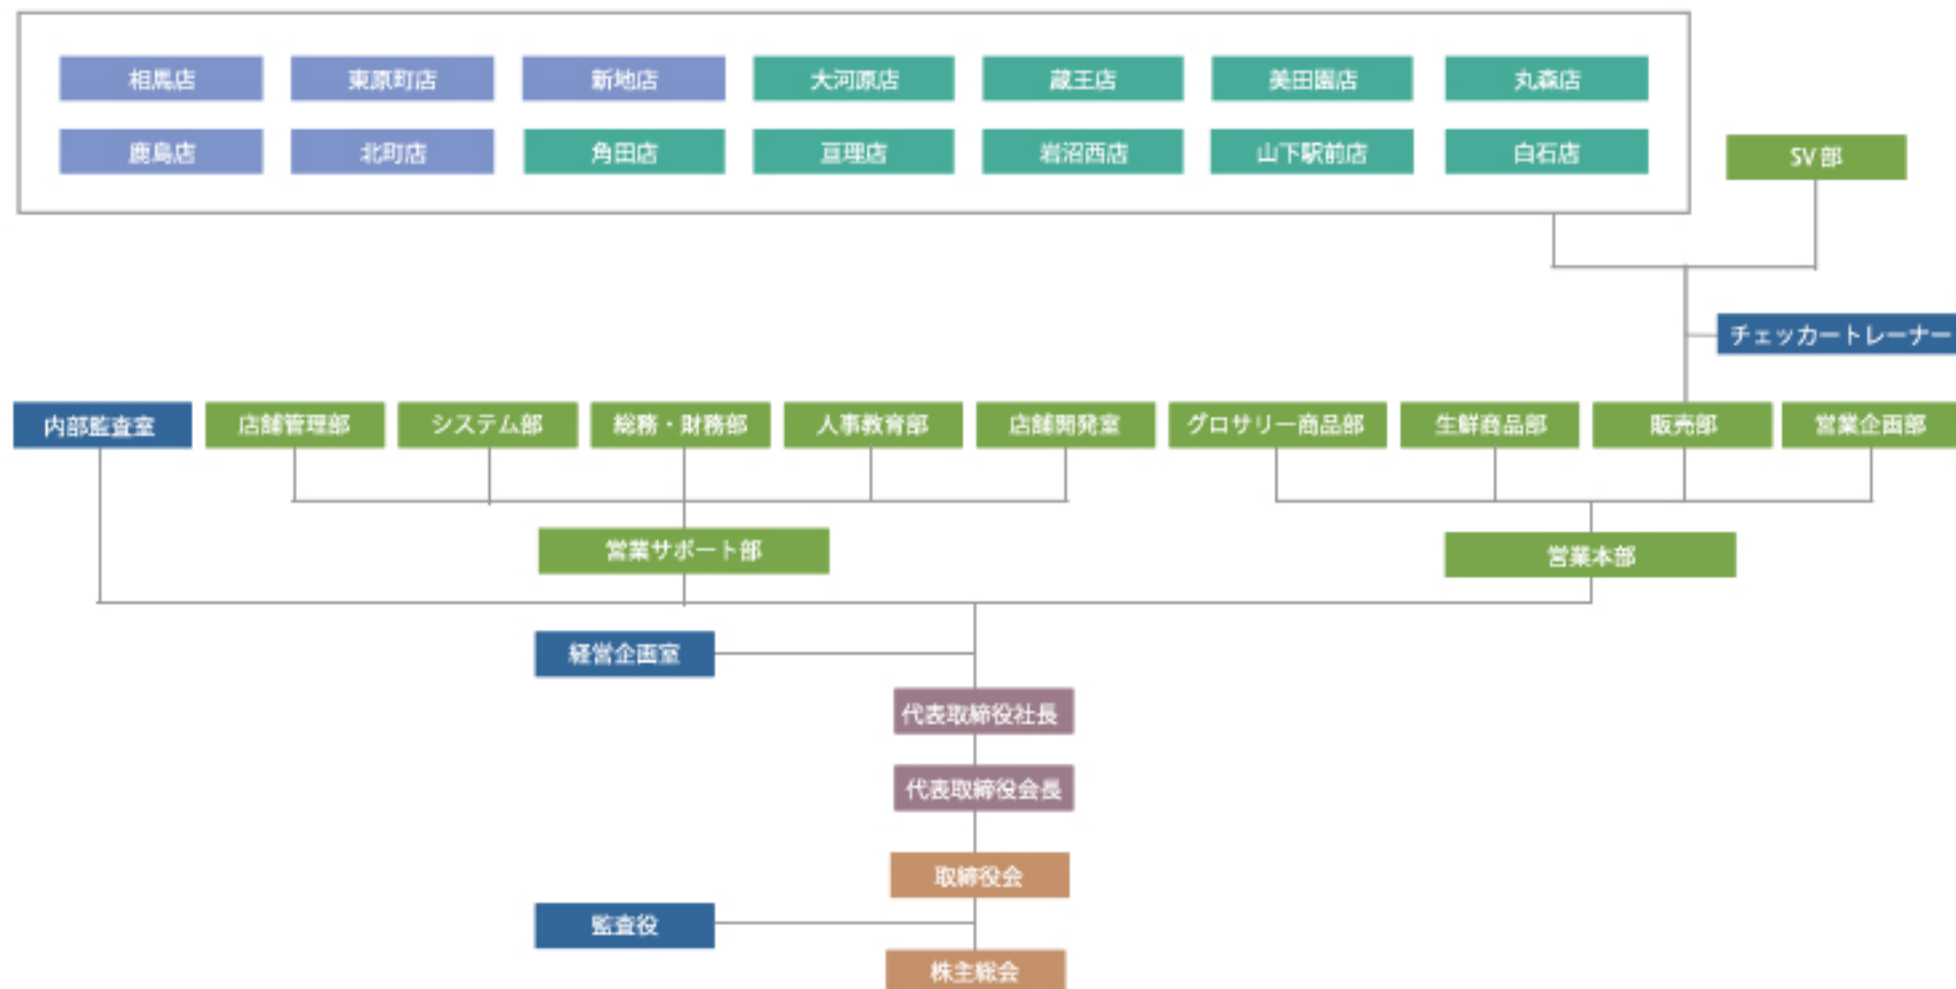 相馬店
東原町店
新地店
大河原店
蔵王店
美田園店
丸森店
鹿島店
北町店
角田店
亘理店
岩沼西店
山下駅前店
白石店
SV部
チェッカートレーナー
内部監査室
店舗管理部
システム部
総務・財務部
人事教育部
店舗開発室
グロサリー商品部
生鮮商品部
販売部
営業企画部
営業サポート部
営業本部
経営企画室
代表取締役社長
代表取締役会長
取締役会
監査役
株主総会